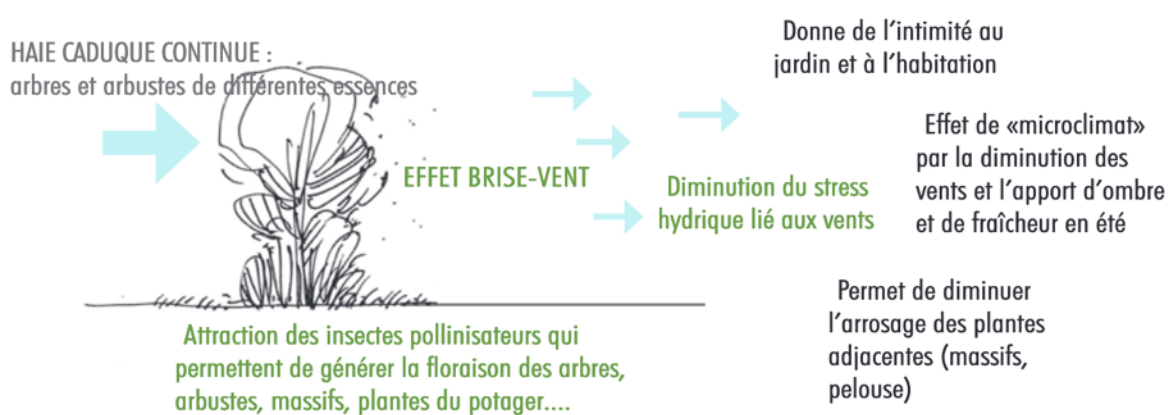 HAIE CADUQUE CONTINUE :
arbres et arbustes de différentes essences
EFFET BRISE-VENT
Attraction des insectes pollinisateurs qui
permettent de générer la floraison des arbres,
arbustes, massifs, plantes du potager....
Diminution du stress
hydrique lié aux vents
Donne de l'intimité au
jardin et à l'habitation
Effet de «microclimat»
par la diminution des
vents et l'apport d'ombre
et de fraîcheur en été
Permet de diminuer
l'arrosage des plantes
adjacentes (massifs,
pelouse)